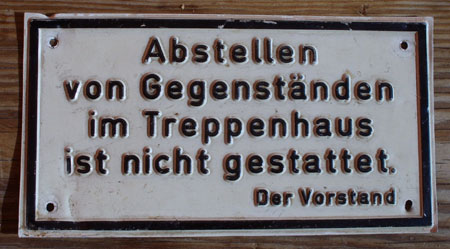 Abstellen
von Gegenständen
im Treppenhaus
ist nicht gestattet.
Der Vorstand